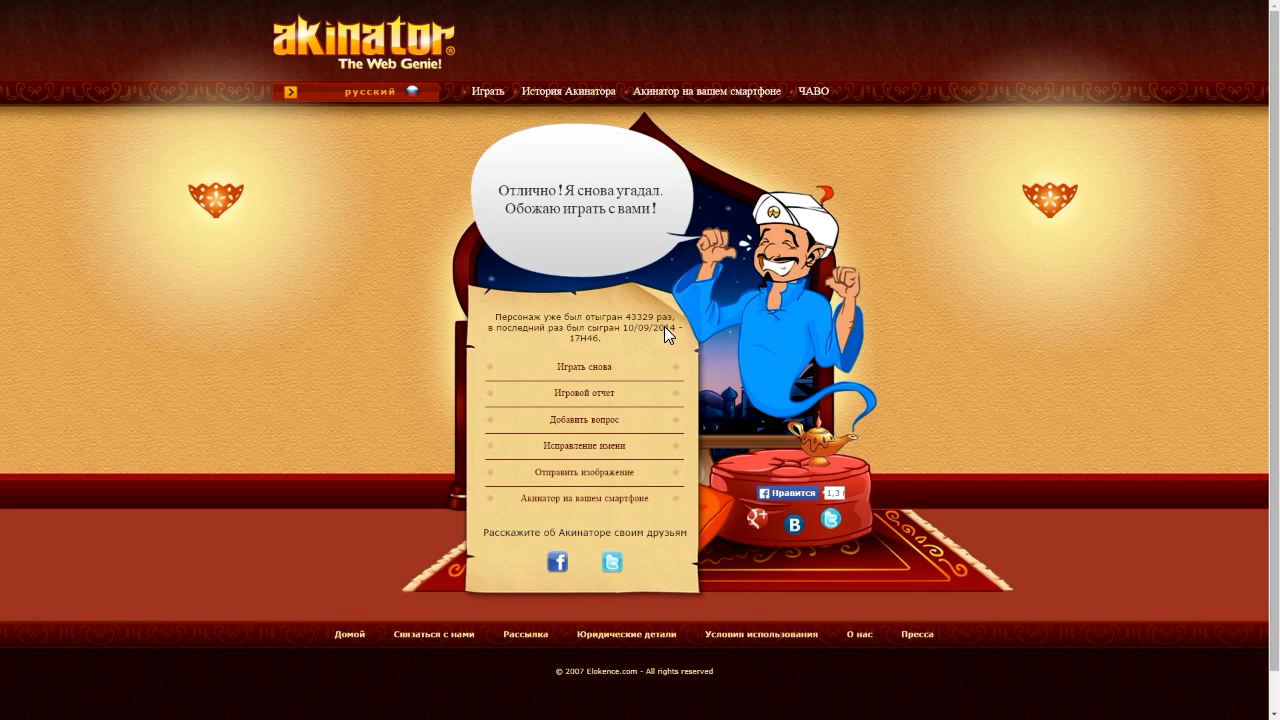 akinator®
The Web Genie!
русский
Играть
История Акинатора
Акинатор на вашем смартфоне
ЧАВО
Отлично! Я снова угадал.
Обожаю играть с вами!
Персонаж уже был отыгран 43329 раз,
в последний раз был сыгран 10/09/2014 -
17H46.
Играть снова
Игровой отчет
Добавить вопрос
Исправление имени
Отправить изображение
Акинатор на вашем смартфоне
Нравится
1,3
Расскажите об Акинаторе своим друзьям
Домой
Связаться с нами
Рассылка
Юридические детали
Условия использования
О нас
Пресса
© 2007 Elokence.com - All rights reserved